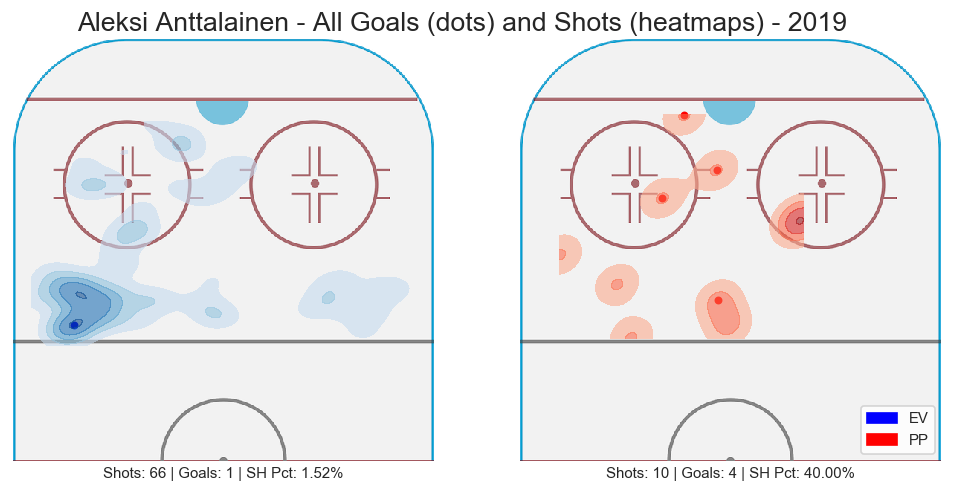 Aleksi Anttalainen - All Goals (dots) and Shots (heatmaps) - 2019
EV
PP
Shots: 66 | Goals: 1 | SH Pct: 1.52%
Shots: 10 | Goals: 4 | SH Pct: 40.00%